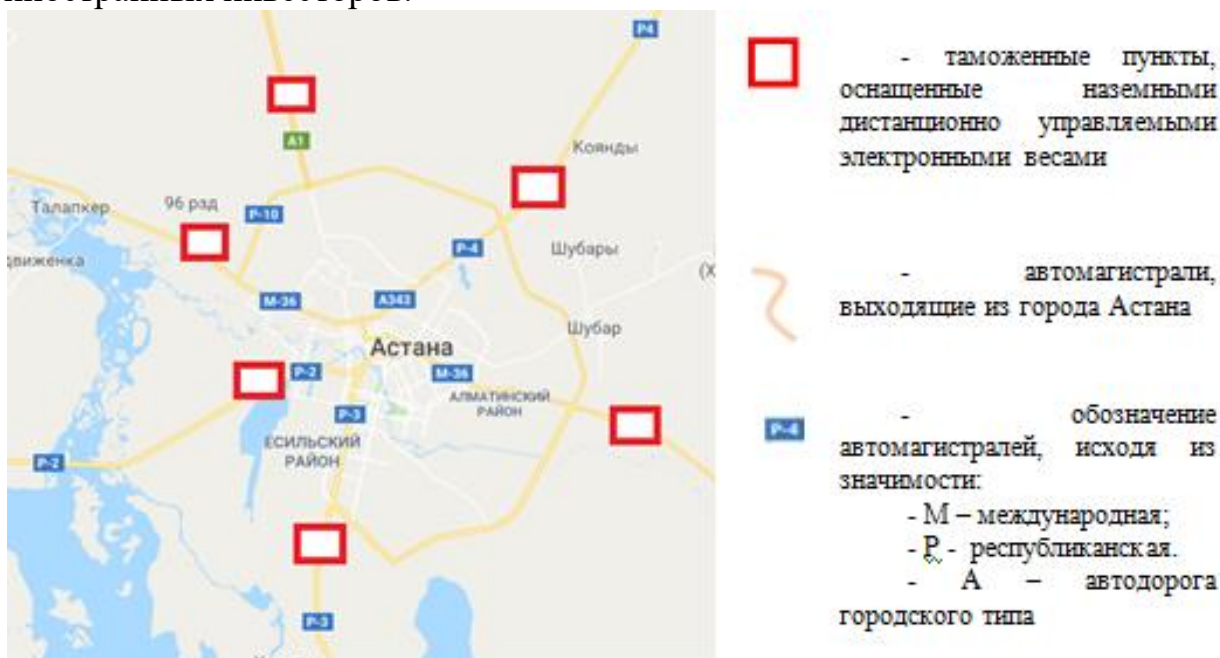 иностранных инвесторов.
P4
A1
Коянды
Талапкер
96 рзд
Р-10
движенка
Р-4
Шубары
(Х
М-36
А343
Шубар
Астана
Р-2
М-36
АЛМАТИНСКИЙ
РАЙОН
Р-3
ЕСИЛЬСКИЙ
РАЙОН
Р-2
Р-3
- таможенные пункты,
оснащенные наземными
дистанционно управляемыми
электронными весами
- автомагистрали,
выходящие из города Астана
Р-4
- обозначение
автомагистралей, исходя из
значимости:
- М – международная;
- Р - республиканская.
- А – автодорога
городского типа